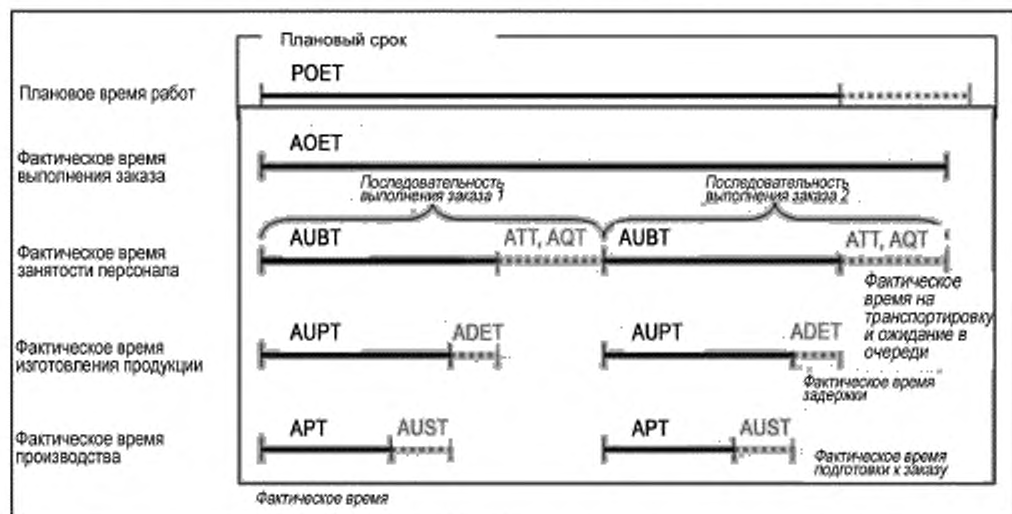 Плановый срок
POET
Плановое время работ
AOET
Фактическое время
выполнения заказа
Последовательность
выполнения заказа 1
Последовательность
выполнения заказа 2
AUBT
ATT, AQT
AUBT
ATT, AQT
Фактическое время
занятости персонала
Фактическое
время на
транспортировку
и ожидание в
очереди
AUPT
ADET
AUPT
ADET
Фактическое время
изготовления продукции
Фактическое время
задержки
APT
AUST
APT
AUST
Фактическое время
производства
Фактическое время
подготовки к заказу
Фактическое время